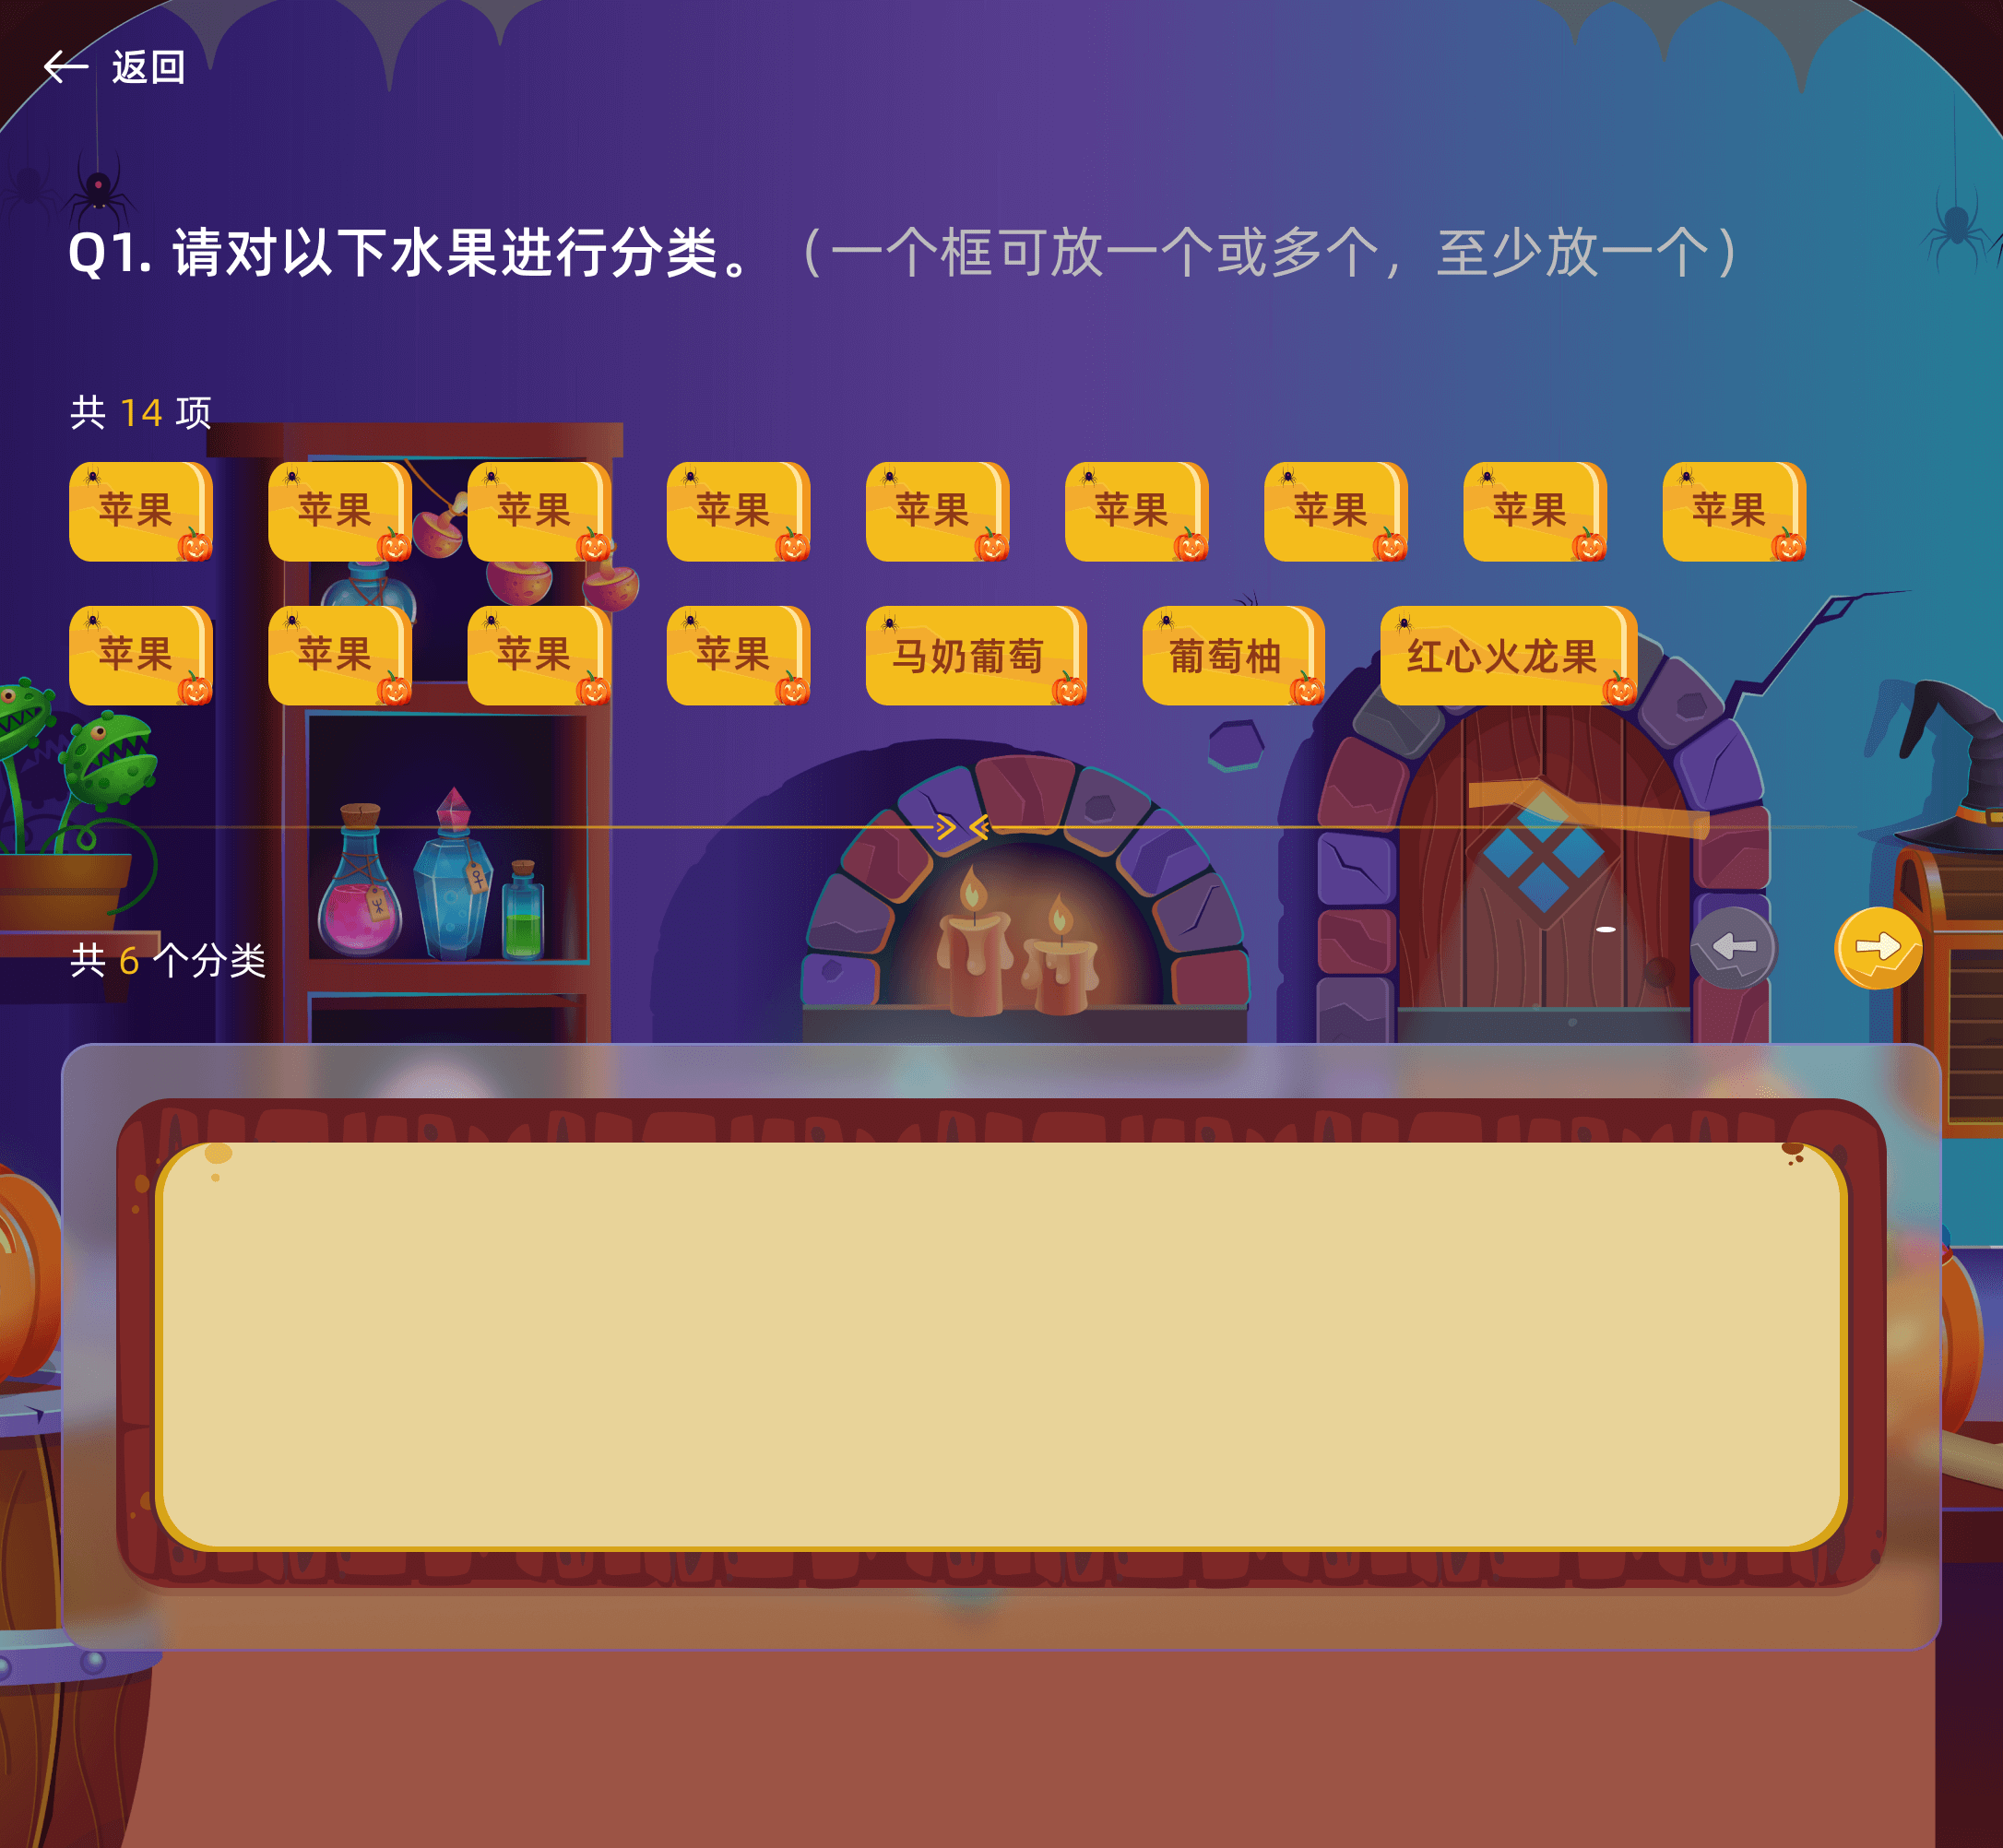 返回
Q1. 请对以下水果进行分类。（一个框可放一个或多个，至少放一个）
共 14 项
苹果 苹果 苹果 苹果 苹果 苹果 苹果 苹果 苹果
苹果 苹果 苹果 苹果 马奶葡萄 葡萄柚 红心火龙果
共 6 个分类